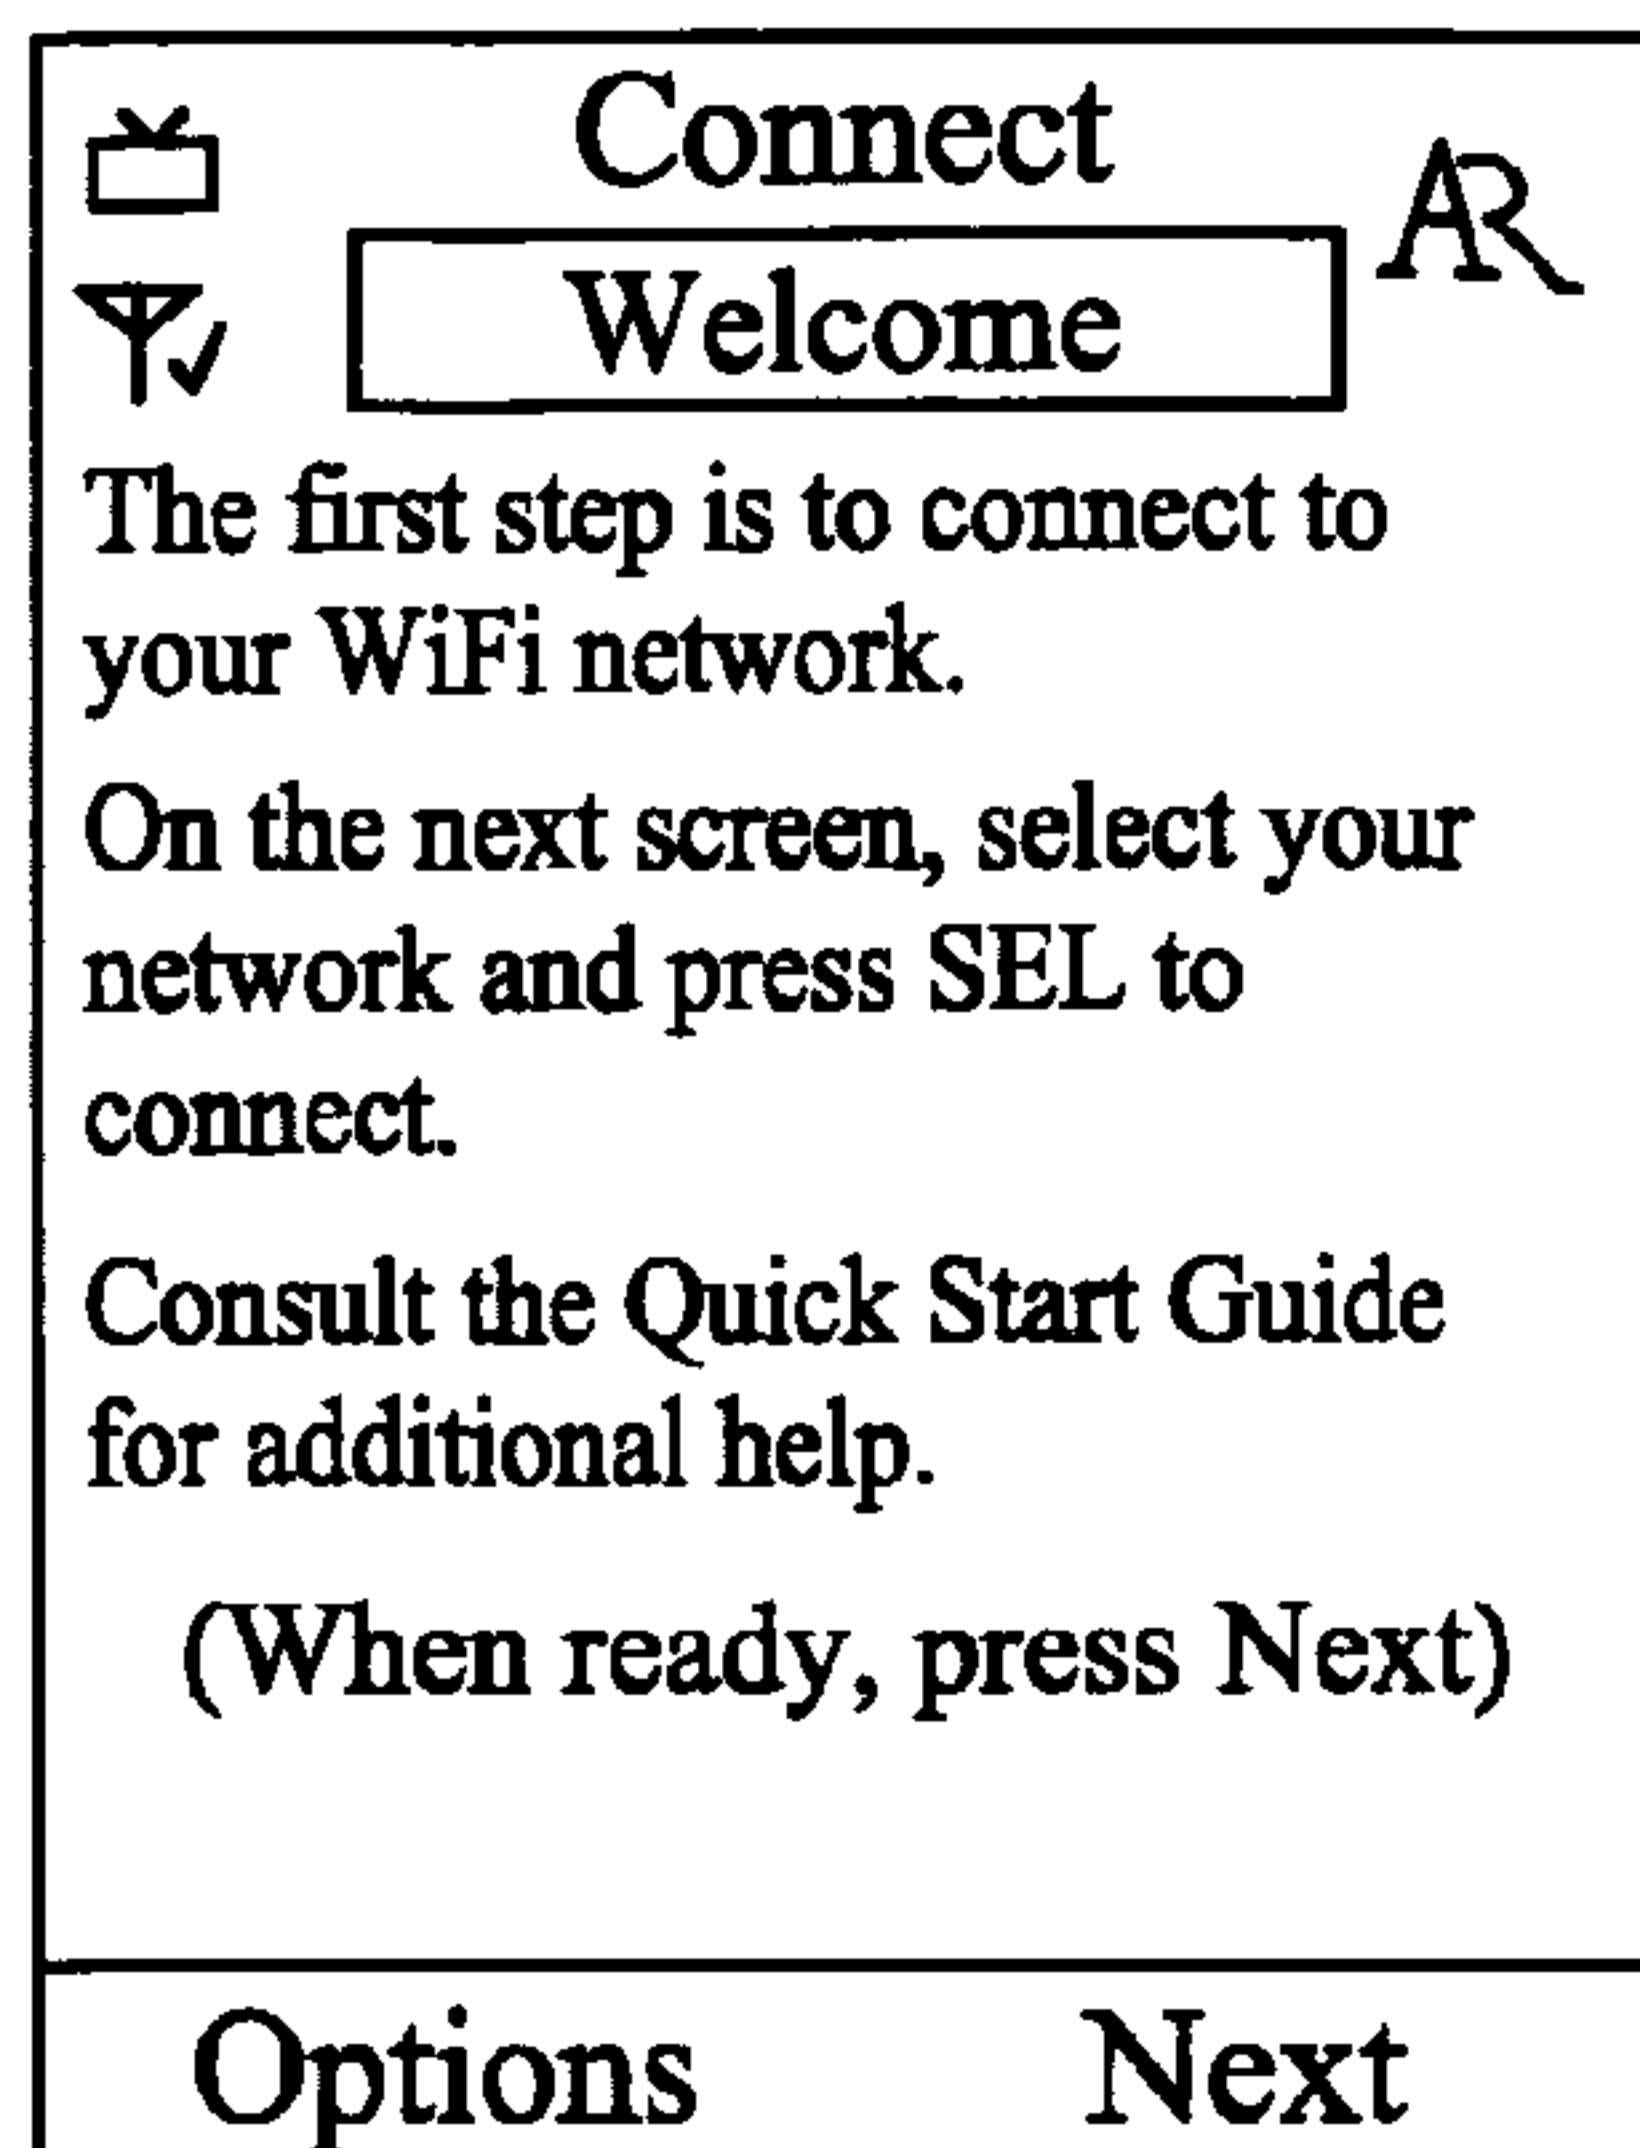 Connect
AR
Welcome
The first step is to connect to
your WiFi network.
On the next screen, select your
network and press SEL to
connect.
Consult the Quick Start Guide
for additional help.
(When ready, press Next)
Options Next